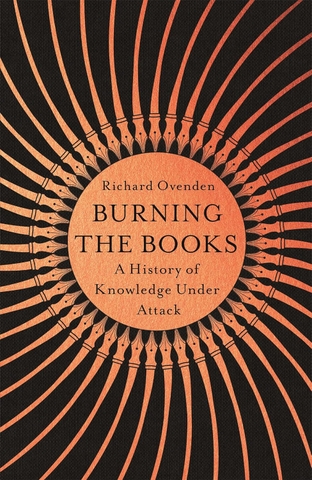 Richard Ovenden
BURNING
THE BOOKS
A History of
Knowledge Under
Attack